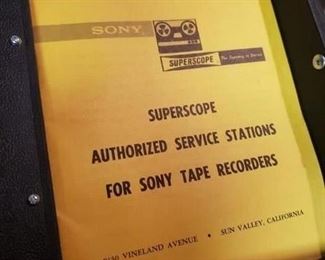 SONY
SUPERSCOPE
SUPERSCOPE
AUTHORIZED SERVICE STATIONS
FOR SONY TAPE RECORDERS
VINELAND AVENUE • SUN VALLEY, CALIFORNIA